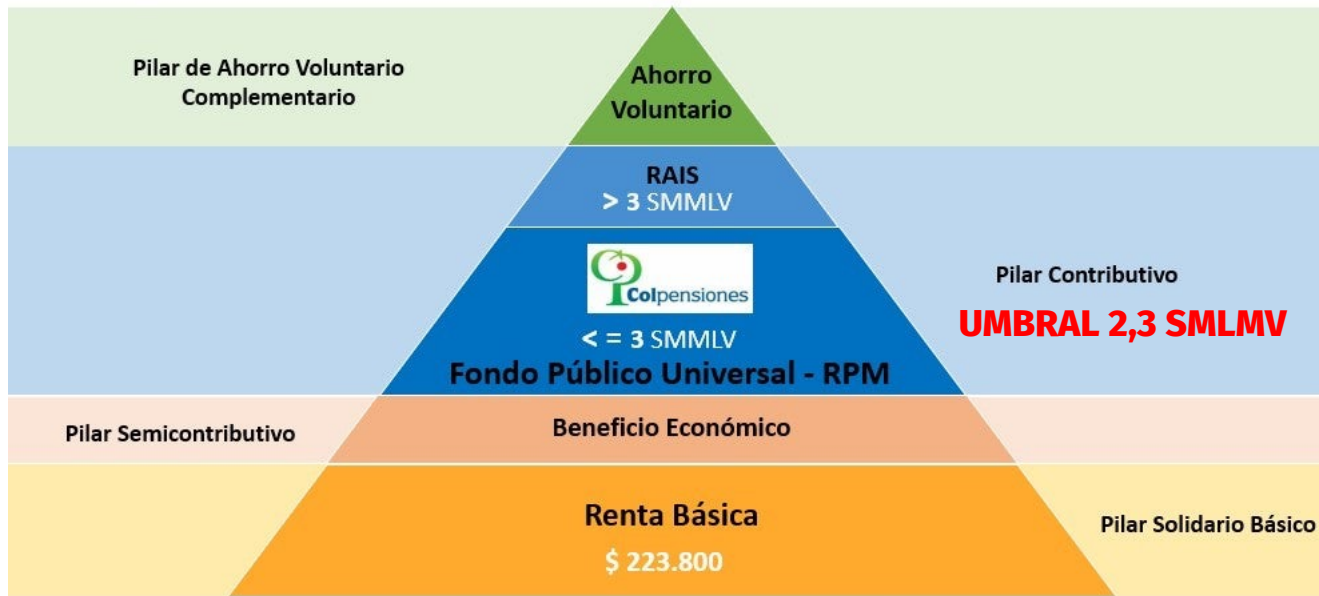 Pilar de Ahorro Voluntario
Complementario
Ahorro
Voluntario
RAIS
> 3 SMMLV
Colpensiones
< = 3 SMMLV
Fondo Público Universal - RPM
Pilar Contributivo
UMBRAL 2,3 SMLMV
Pilar Semicontributivo
Beneficio Económico
Renta Básica
$ 223.800
Pilar Solidario Básico